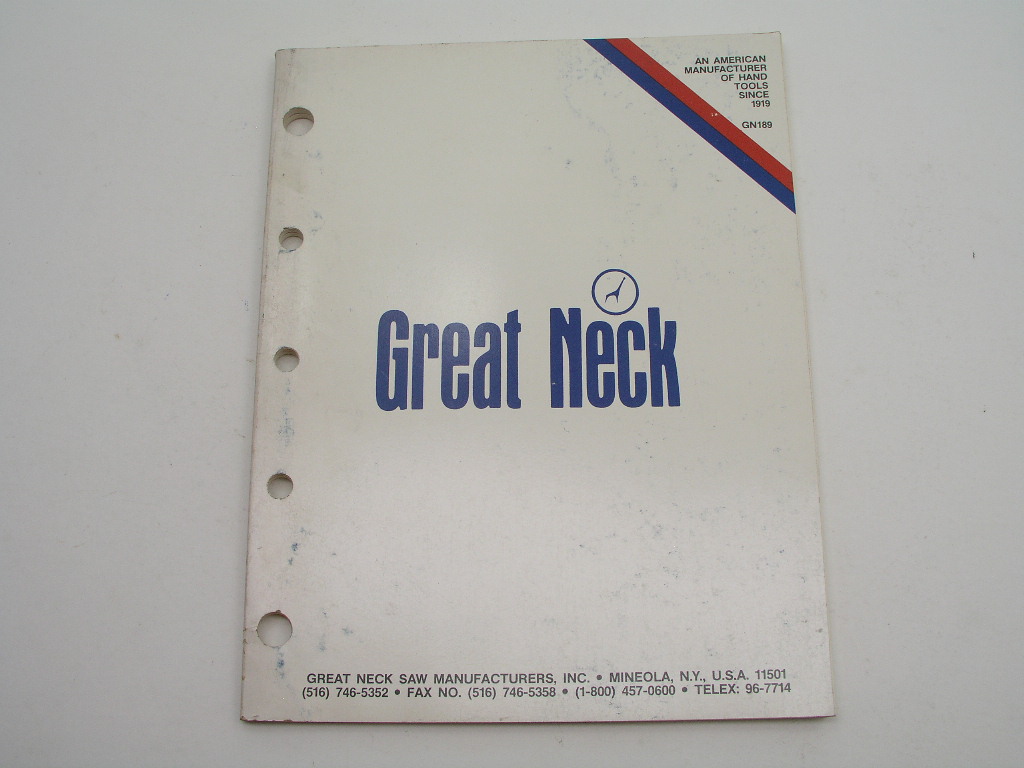 AN AMERICAN
MANUFACTURER
OF HAND
TOOLS
SINCE
1919
GN189
Great Neck
GREAT NECK SAW MANUFACTURERS, INC. • MINEOLA, N.Y., U.S.A. 11501
(516) 746-5352 • FAX NO. (516) 746-5358 • (1-800) 457-0600 • TELEX: 96-7714